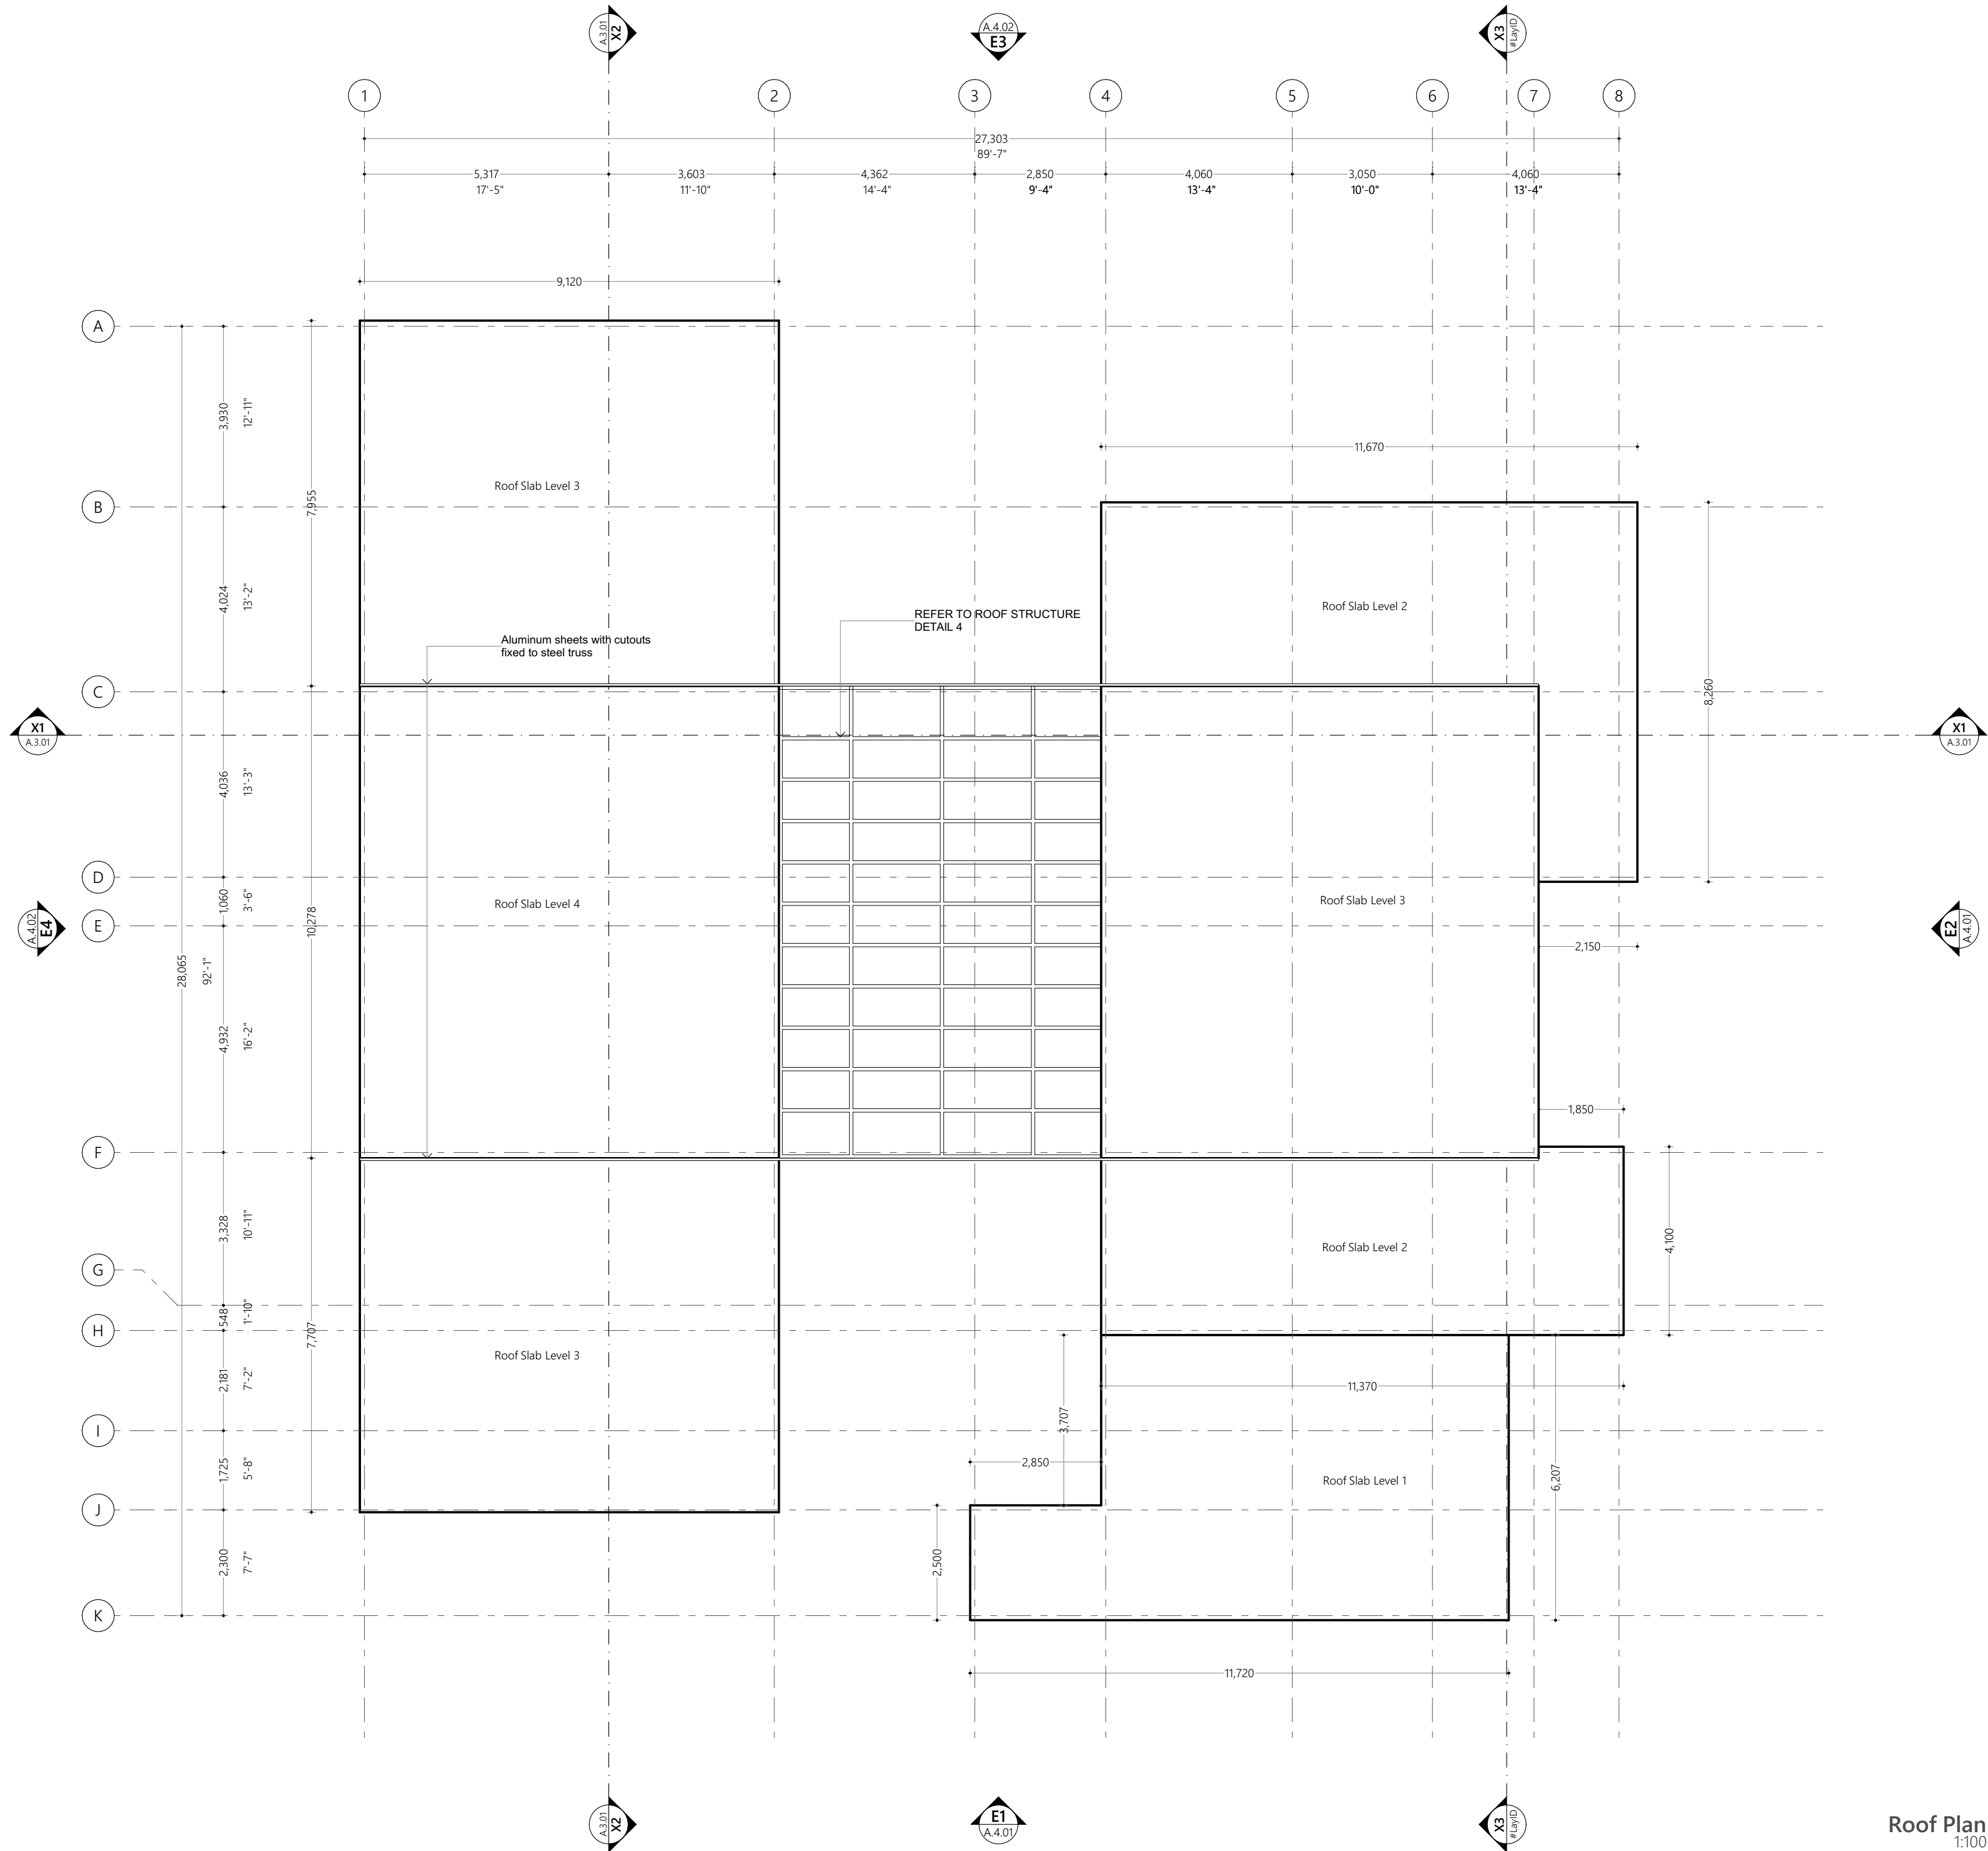 A.3.01
X2
A.4.02
E3
X3
#LayID
1
2
3
4
5
6
7
8
27,303
89'-7"
5,317
3,603
4,362
2,850
4,060
3,050
4,060
17'-5"
11'-10"
14'-4"
9'-4"
13'-4"
10'-0"
13'-4"
9,120
A
3,930
12'-11"
11,670
Roof Slab Level 3
7,955
B
4,024
13'-2"
Roof Slab Level 2
REFER TO ROOF STRUCTURE
DETAIL 4
Aluminum sheets with cutouts
fixed to steel truss
C
8,260
X1
A.3.01
X1
A.3.01
4,036
13'-3"
D
1,060
3'-6"
Roof Slab Level 4
Roof Slab Level 3
10,278
A.4.02
E4
E
E2
A.4.01
2,150
28,065
92'-1"
4,932
16'-2"
1,850
F
3,328
10'-11"
Roof Slab Level 2
4,100
G
548
1'-10"
H
7,707
Roof Slab Level 3
2,181
7'-2"
11,370
3,707
I
2,850
1,725
5'-8"
Roof Slab Level 1
6,207
J
2,300
7'-7"
2,500
K
11,720
A.3.01
X2
E1
A.4.01
X3
#LayID
Roof Plan
1:100